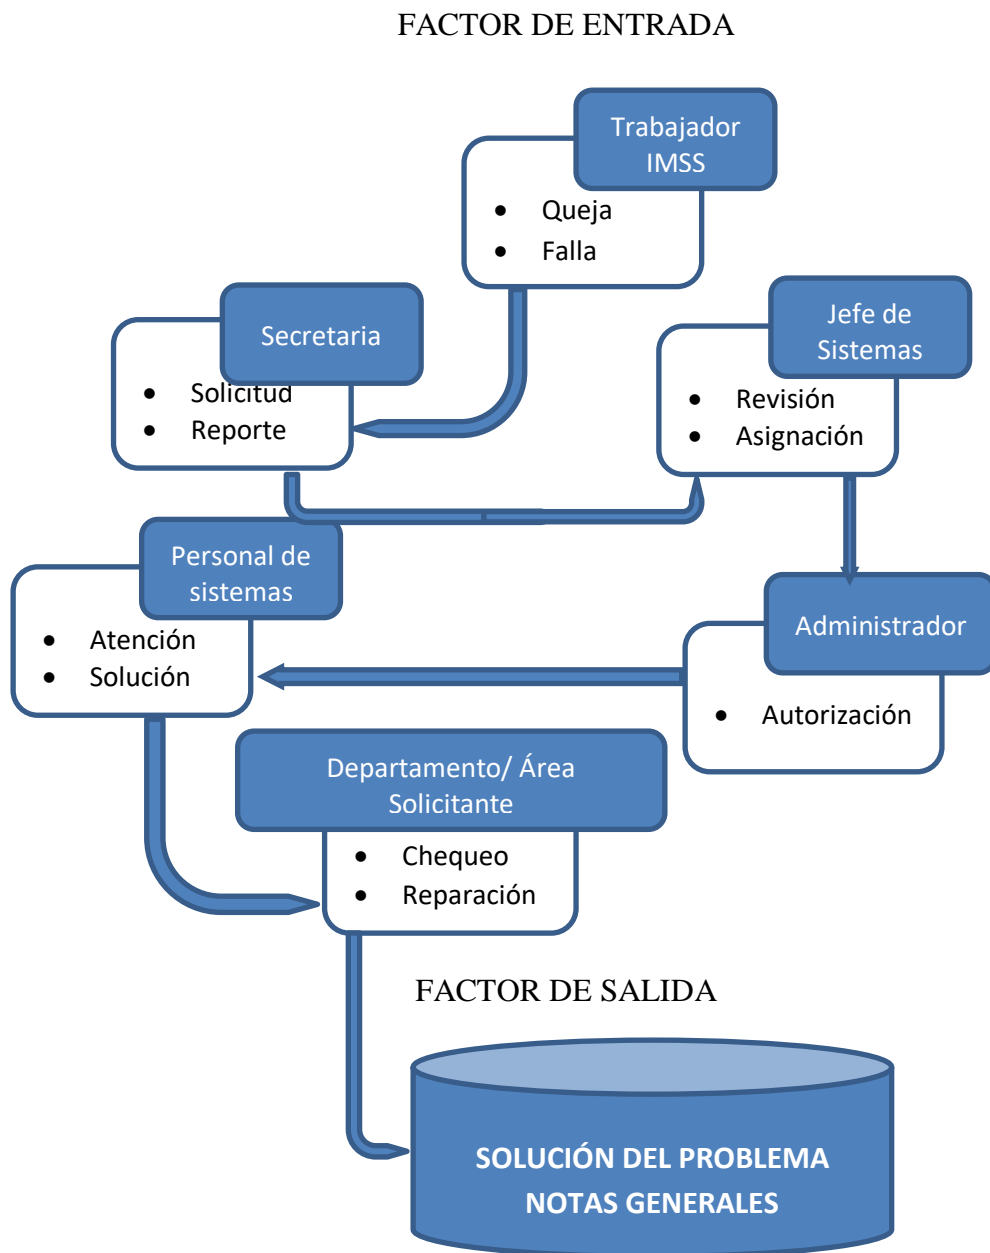 FACTOR DE ENTRADA
Trabajador
IMSS
• Queja
• Falla
Secretaria
• Solicitud
• Reporte
Jefe de
Sistemas
• Revisión
• Asignación
Personal de
sistemas
• Atención
• Solución
Administrador
• Autorización
Departamento/ Área
Solicitante
• Chequeo
• Reparación
FACTOR DE SALIDA
SOLUCIÓN DEL PROBLEMA
NOTAS GENERALES